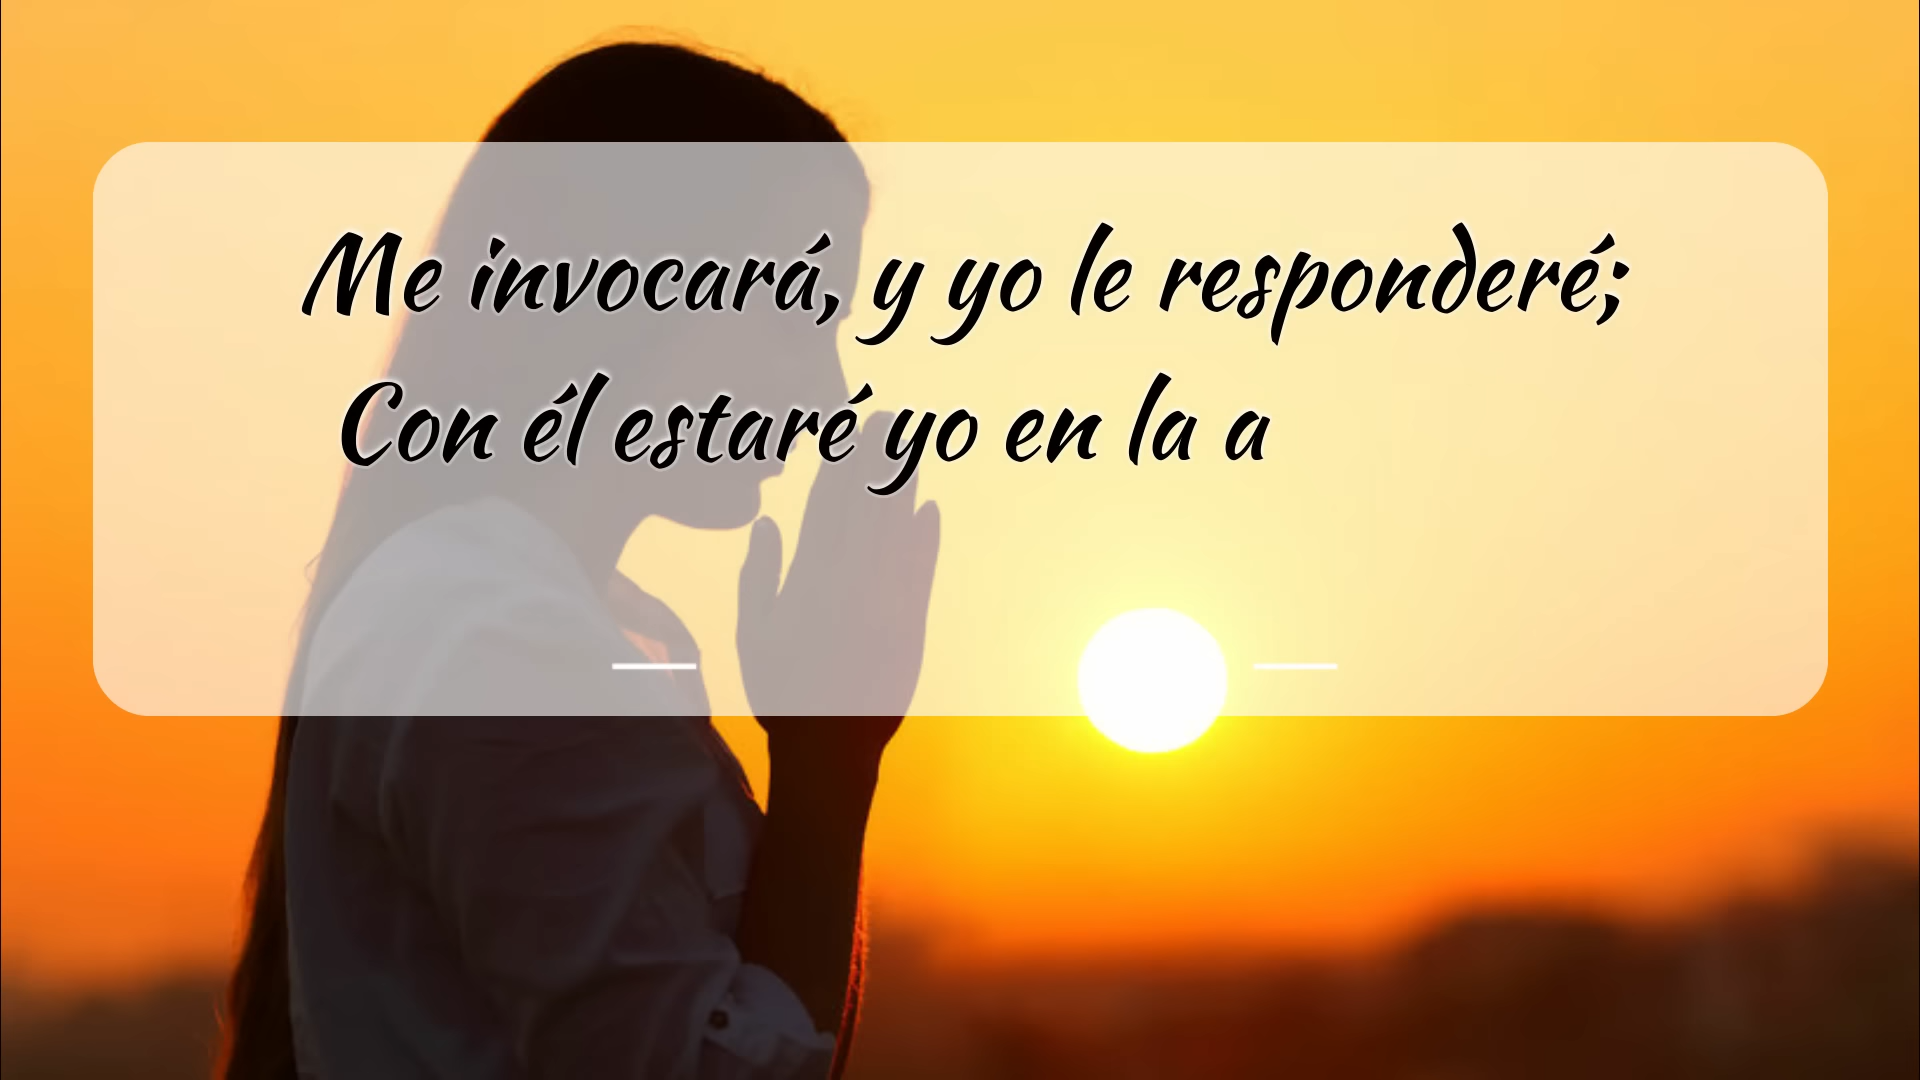 Me invocará, y yo le responderé;
Con él estaré yo en la a